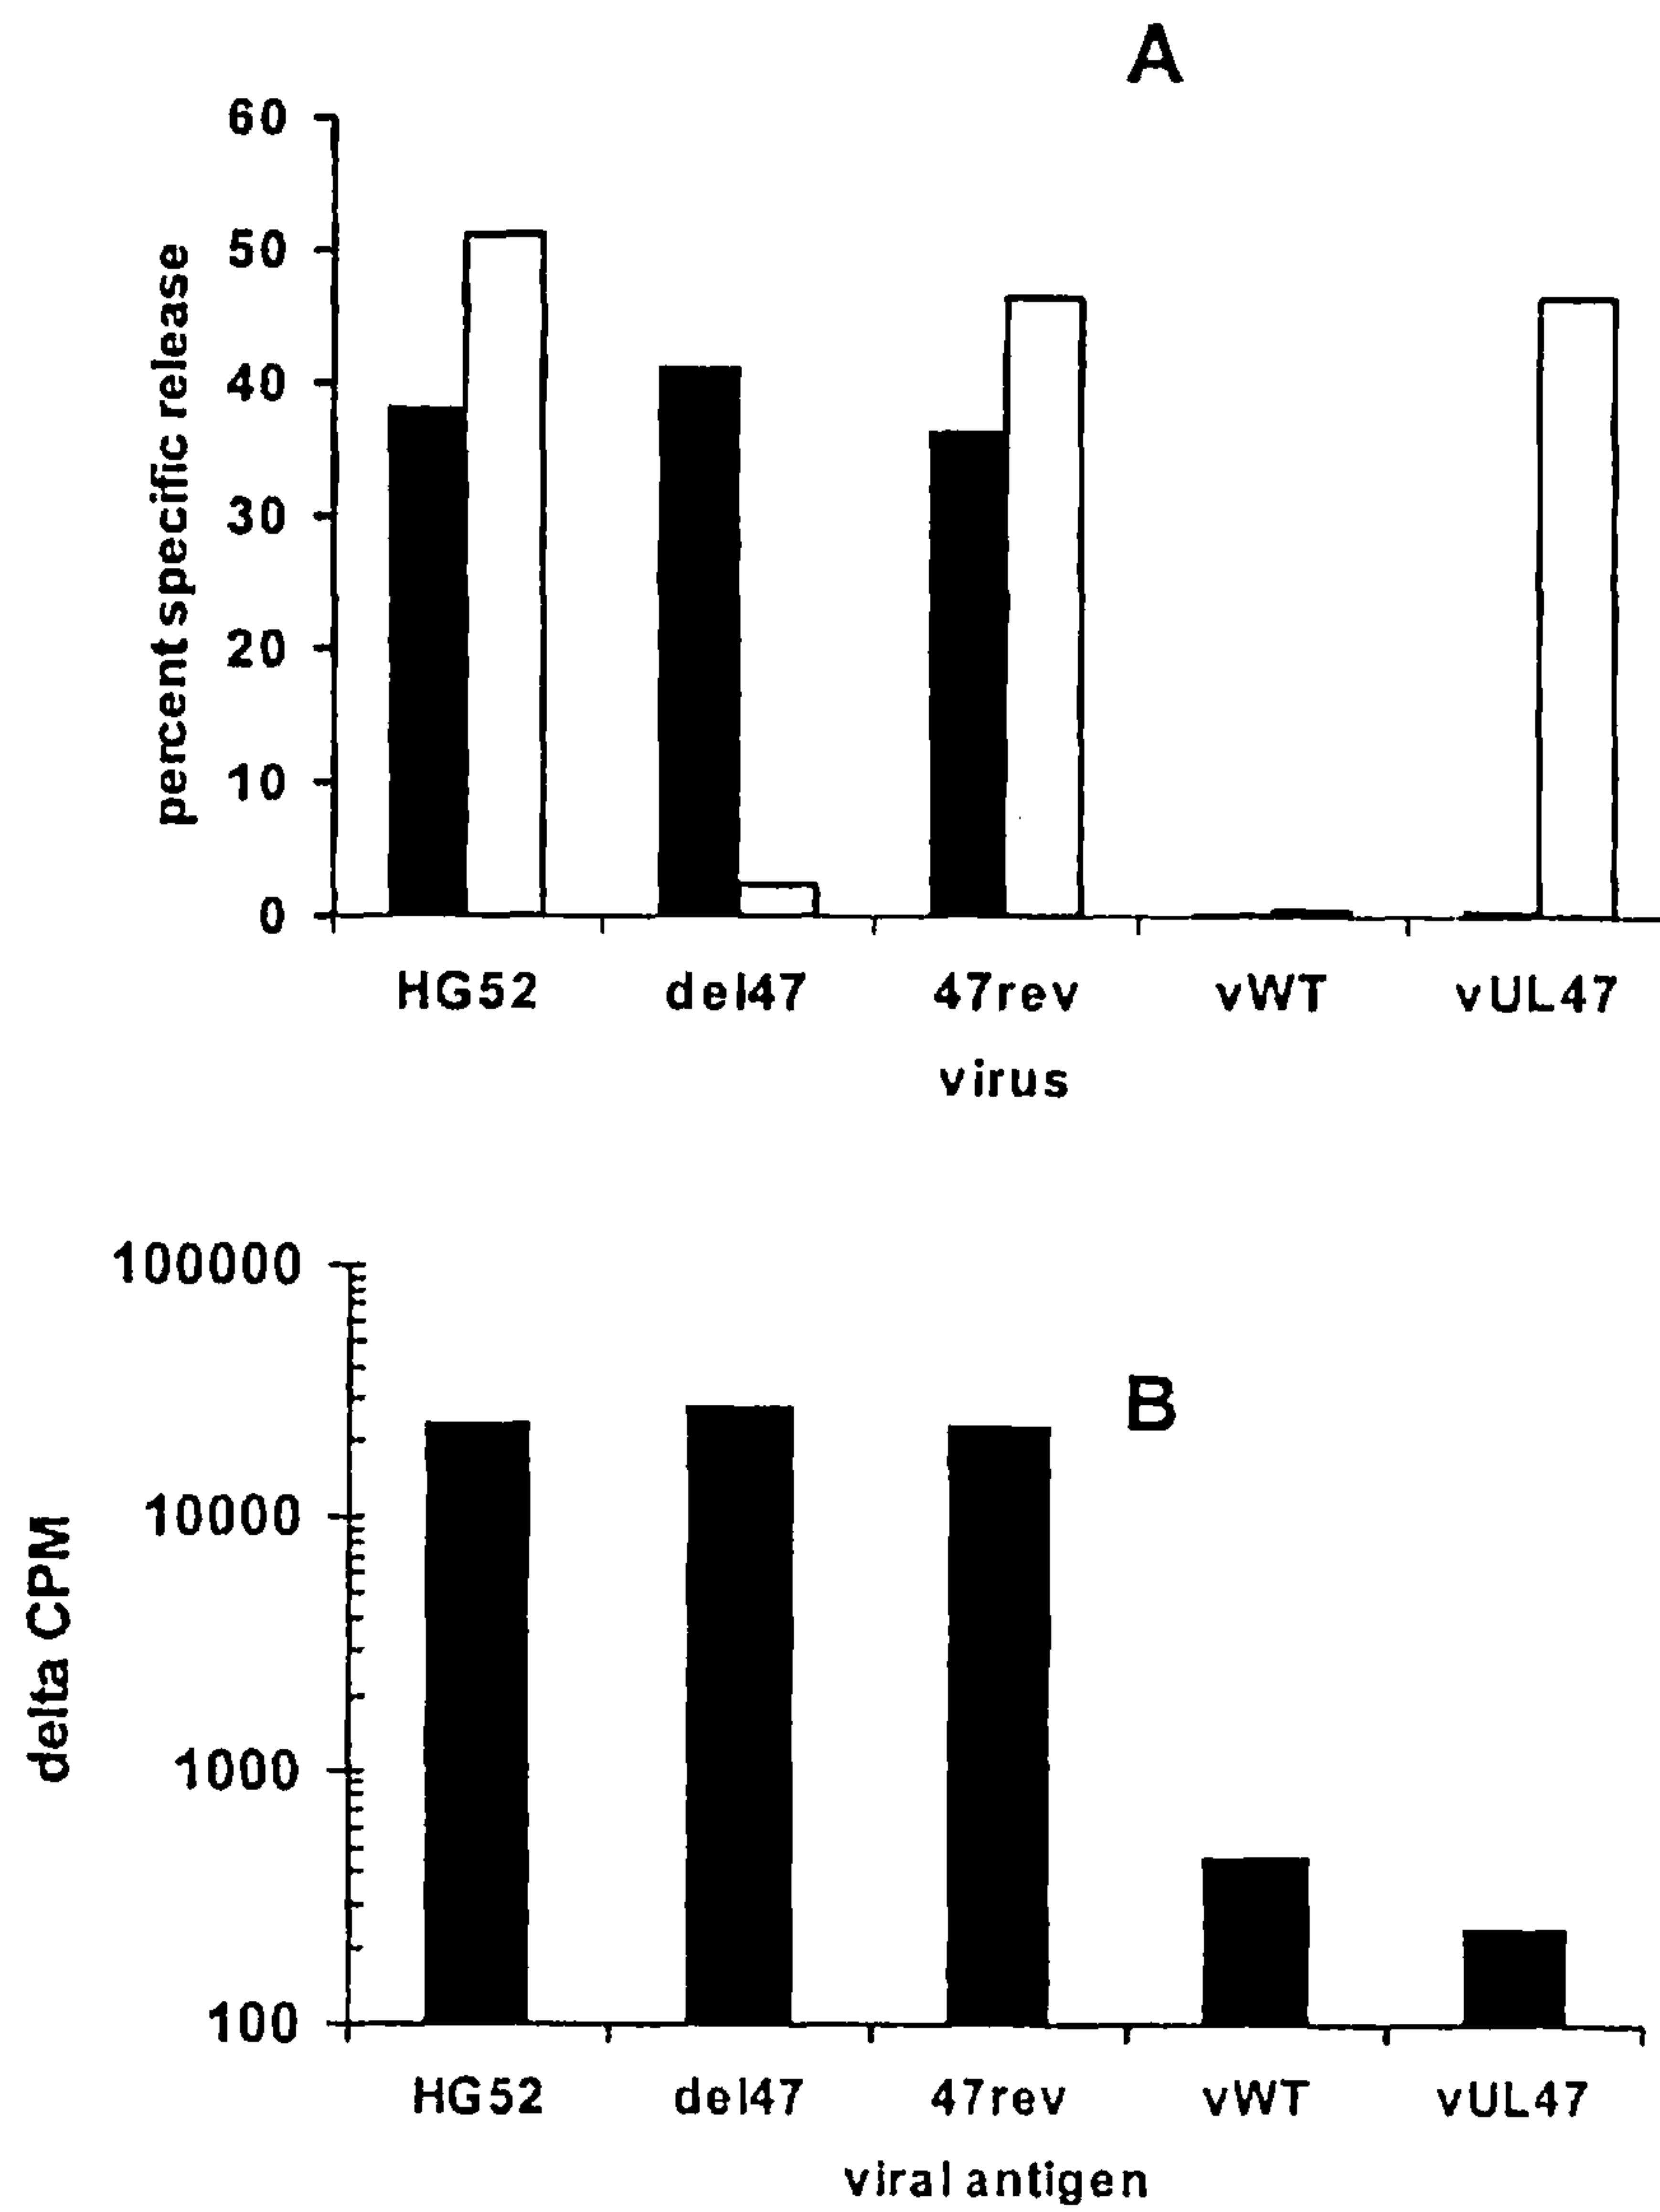 A
60
50
40
30
20
10
0
percent specific release
HG52 del47 47rev vWT vUL47
virus
B
100000
10000
1000
100
delta CPM
HG52 del47 47rev vWT vUL47
viral antigen